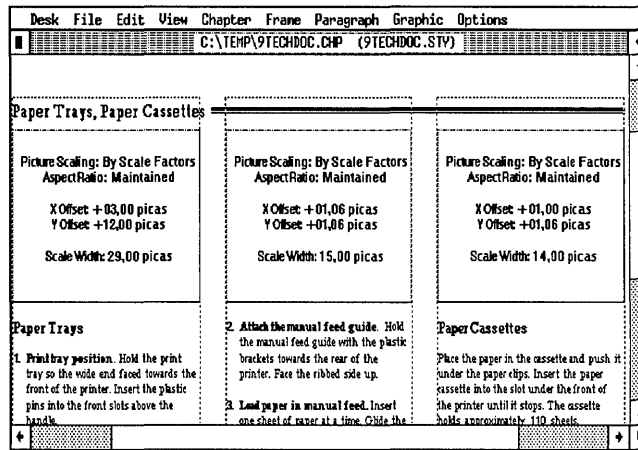 Desk File Edit View Chapter Frame Paragraph Graphic Options
C:\TEMP\9TECHDOC.CHP (9TECHDOC.STY)
Paper Trays, Paper Cassettes
Picture Scaling: By Scale Factors
Aspect Ratio: Maintained
X Offset: +03,00 picas
Y Offset: +12,00 picas
Scale Width: 29,00 picas
Paper Trays
1. Print tray position. Hold the print
tray so the wide end faced towards the
front of the printer. Insert the plastic
pins into the front slots above the
handle.
Picture Scaling: By Scale Factors
Aspect Ratio: Maintained
X Offset: +01,06 picas
Y Offset: +01,06 picas
Scale Width: 15,00 picas
2. Attach the manual feed guide. Hold
the manual feed guide with the plastic
brackets towards the rear of the
printer. Face the ribbed side up.
3. Load paper in manual feed. Insert
one sheet of paper at a time. Glide the
Picture Scaling: By Scale Factors
Aspect Ratio: Maintained
X Offset: +01,00 picas
Y Offset: +01,06 picas
Scale Width: 14,00 picas
Paper Cassettes
Place the paper in the cassette and push it
under the paper clips. Insert the paper
cassette into the slot under the front of
the printer until it stops. The cassette
holds approximately 110 sheets.